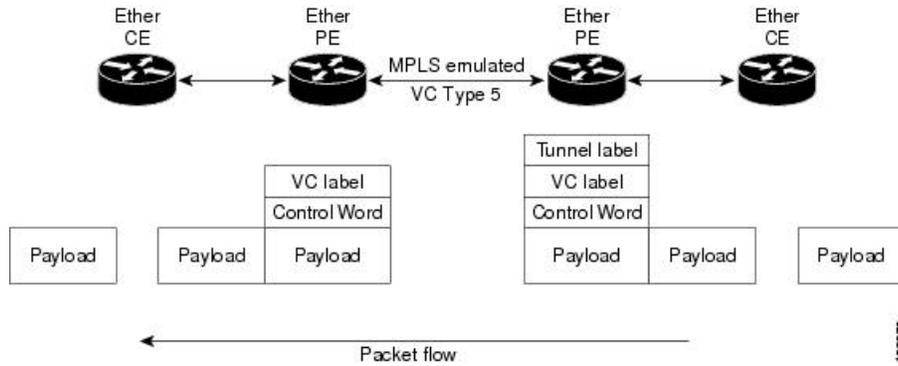 Ether
CE
Ether
PE
Ether
PE
Ether
CE
MPLS emulated
VC Type 5
Tunnel label
VC label
VC label
Control Word
Control Word
Payload
Payload
Payload
Payload
Payload
Payload
Packet flow